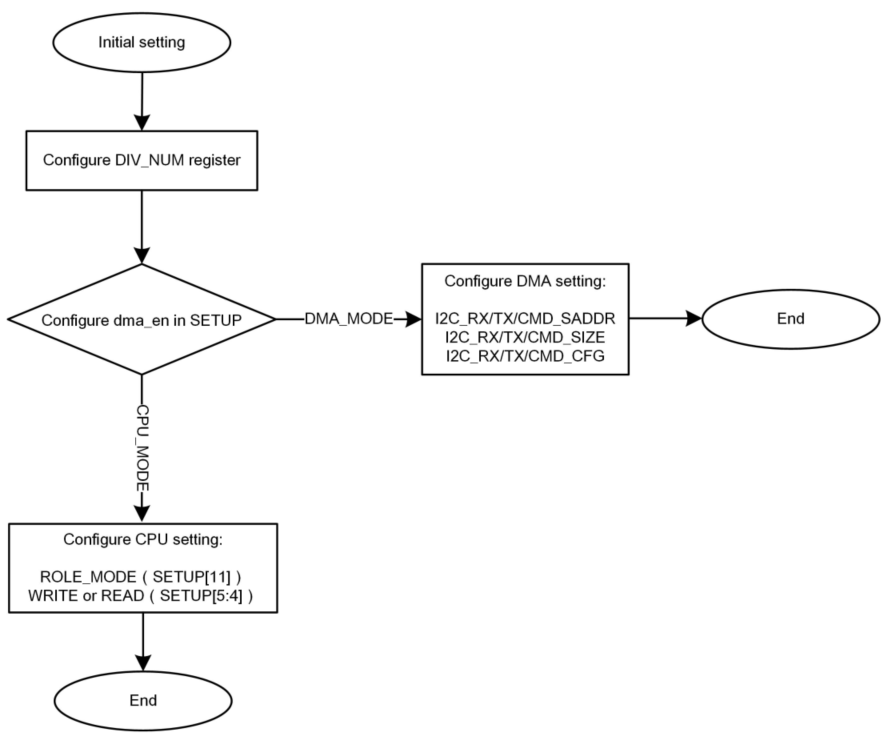 Initial setting
Configure DIV_NUM register
Configure dma_en in SETUP
DMA_MODE
Configure DMA setting:
I2C_RX/TX/CMD_SADDR
I2C_RX/TX/CMD_SIZE
I2C_RX/TX/CMD_CFG
End
CPU_MODE
Configure CPU setting:
ROLE_MODE ( SETUP[11] )
WRITE or READ ( SETUP[5:4] )
End